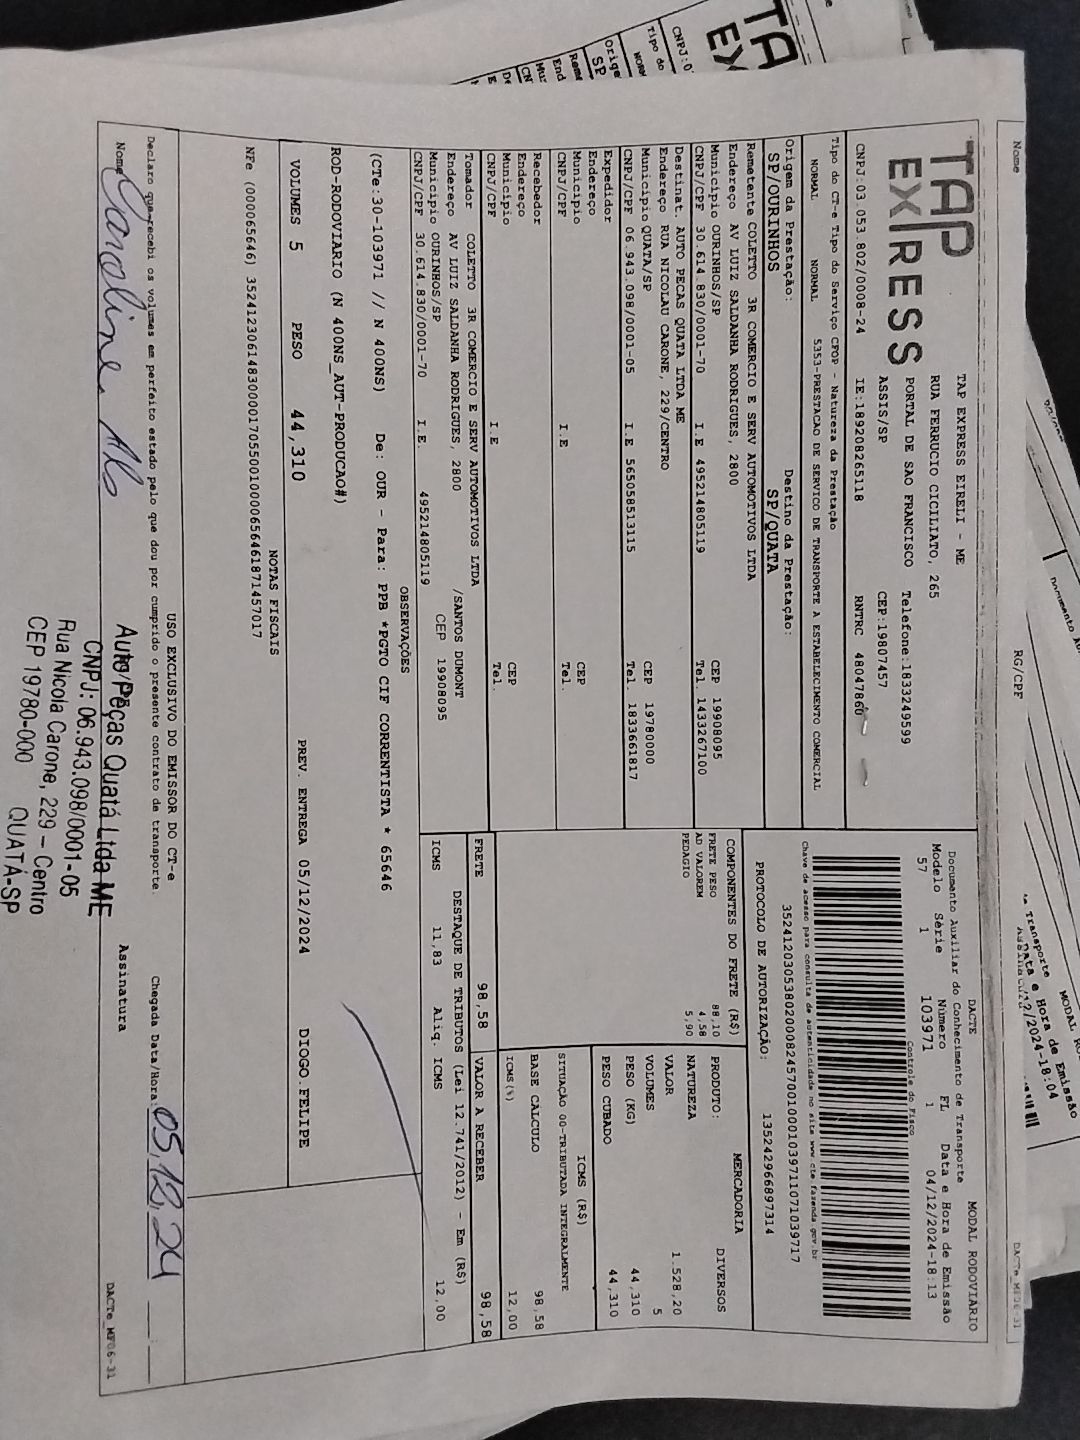 TAP
EXPRESS
TAP EXPRESS EIRELI - ME
RUA FERRUCIO CICILIATO, 265
PORTAL DE SAO FRANCISCO Telefone:1833249599
ASSIS/SP CEP:19807457
CNPJ:03.053.802/0008-24 IE:189208265118 RNTRC 48047860
DACTE MODAL RODOVIÁRIO
Documento Auxiliar do Conhecimento de Transporte
Modelo Série Número FL Data e Hora de Emissão
57 1 103971 1 04/12/2024-18:13
Controle do Fisco
Chave de acesso para consulta de autenticidade no site www.cte.fazenda.gov.br
35241203053802000824570010001039711071039717
PROTOCOLO DE AUTORIZAÇÃO: 135242966897314
Tipo do CT-e Tipo do Serviço CFOP - Natureza da Prestação
NORMAL NORMAL 5353-PRESTACAO DE SERVICO DE TRANSPORTE A ESTABELECIMENTO COMERCIAL
Origem da Prestação: Destino da Prestação:
SP/OURINHOS SP/QUATA
Remetente COLETTO 3R COMERCIO E SERV AUTOMOTIVOS LTDA
Endereço AV LUIZ SALDANHA RODRIGUES, 2800
Município OURINHOS/SP CEP 19908095
CNPJ/CPF 30.614.830/0001-70 I.E 495214805119 Tel. 1433267100
Destinat. AUTO PECAS QUATA LTDA ME
Endereço RUA NICOLAU CARONE, 229/CENTRO
Município QUATA/SP CEP 19780000
CNPJ/CPF 06.943.098/0001-05 I.E 565058513115 Tel. 1833661817
Expedidor
Endereço
Município CEP
CNPJ/CPF I.E Tel.
Recebedor
Endereço
Município CEP
CNPJ/CPF I.E Tel.
Tomador COLETTO 3R COMERCIO E SERV AUTOMOTIVOS LTDA
Endereço AV LUIZ SALDANHA RODRIGUES, 2800 /SANTOS DUMONT
Município OURINHOS/SP CEP 19908095
CNPJ/CPF 30.614.830/0001-70 I.E. 495214805119
COMPONENTES DO FRETE (R$)
FRETE PESO 88,10
AD VALOREM 4,58
PEDAGIO 5,90
MERCADORIA
PRODUTO: DIVERSOS
NATUREZA
VALOR 1.528,20
VOLUMES 5
PESO (KG) 44,310
PESO CUBADO 44,310
ICMS (R$)
SITUAÇÃO 00-TRIBUTADA INTEGRALMENTE
BASE CALCULO 98,58
ICMS(%) 12,00
FRETE 98,58 VALOR A RECEBER 98,58
DESTAQUE DE TRIBUTOS (Lei 12.741/2012) - Em (R$)
ICMS 11,83 Aliq. ICMS 12,00
OBSERVAÇÕES
(CTe:30-103971 // N 400NS) De: OUR - Para: PPB *PGTO CIF CORRENTISTA * 65646
ROD-RODOVIARIO (N 400NS_AUT-PRODUCAO#)
VOLUMES 5 PESO 44,310 PREV. ENTREGA 05/12/2024 DIOGO.FELIPE
NOTAS FISCAIS
NFe (000065646) 35241230614830000170550010000656461871457017
USO EXCLUSIVO DO EMISSOR DO CT-e
Declaro que recebi os volumes em perfeito estado pelo que dou por cumprido o presente contrato de transporte. Chegada Data/Hora: 05,12,24
Nome Caroline Assinatura DACTe_MF06-31
Auto Peças Quatá Ltda ME
CNPJ: 06.943.098/0001-05
Rua Nicola Carone, 229 – Centro
CEP 19780-000 QUATÁ-SP
Nome RG/CPF DACTe_MF06-31